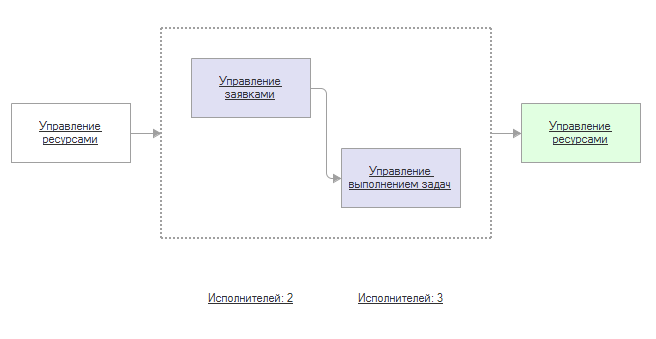 Управление
заявками
Управление
ресурсами
Управление
ресурсами
Управление
выполнением задач
Исполнителей: 2
Исполнителей: 3